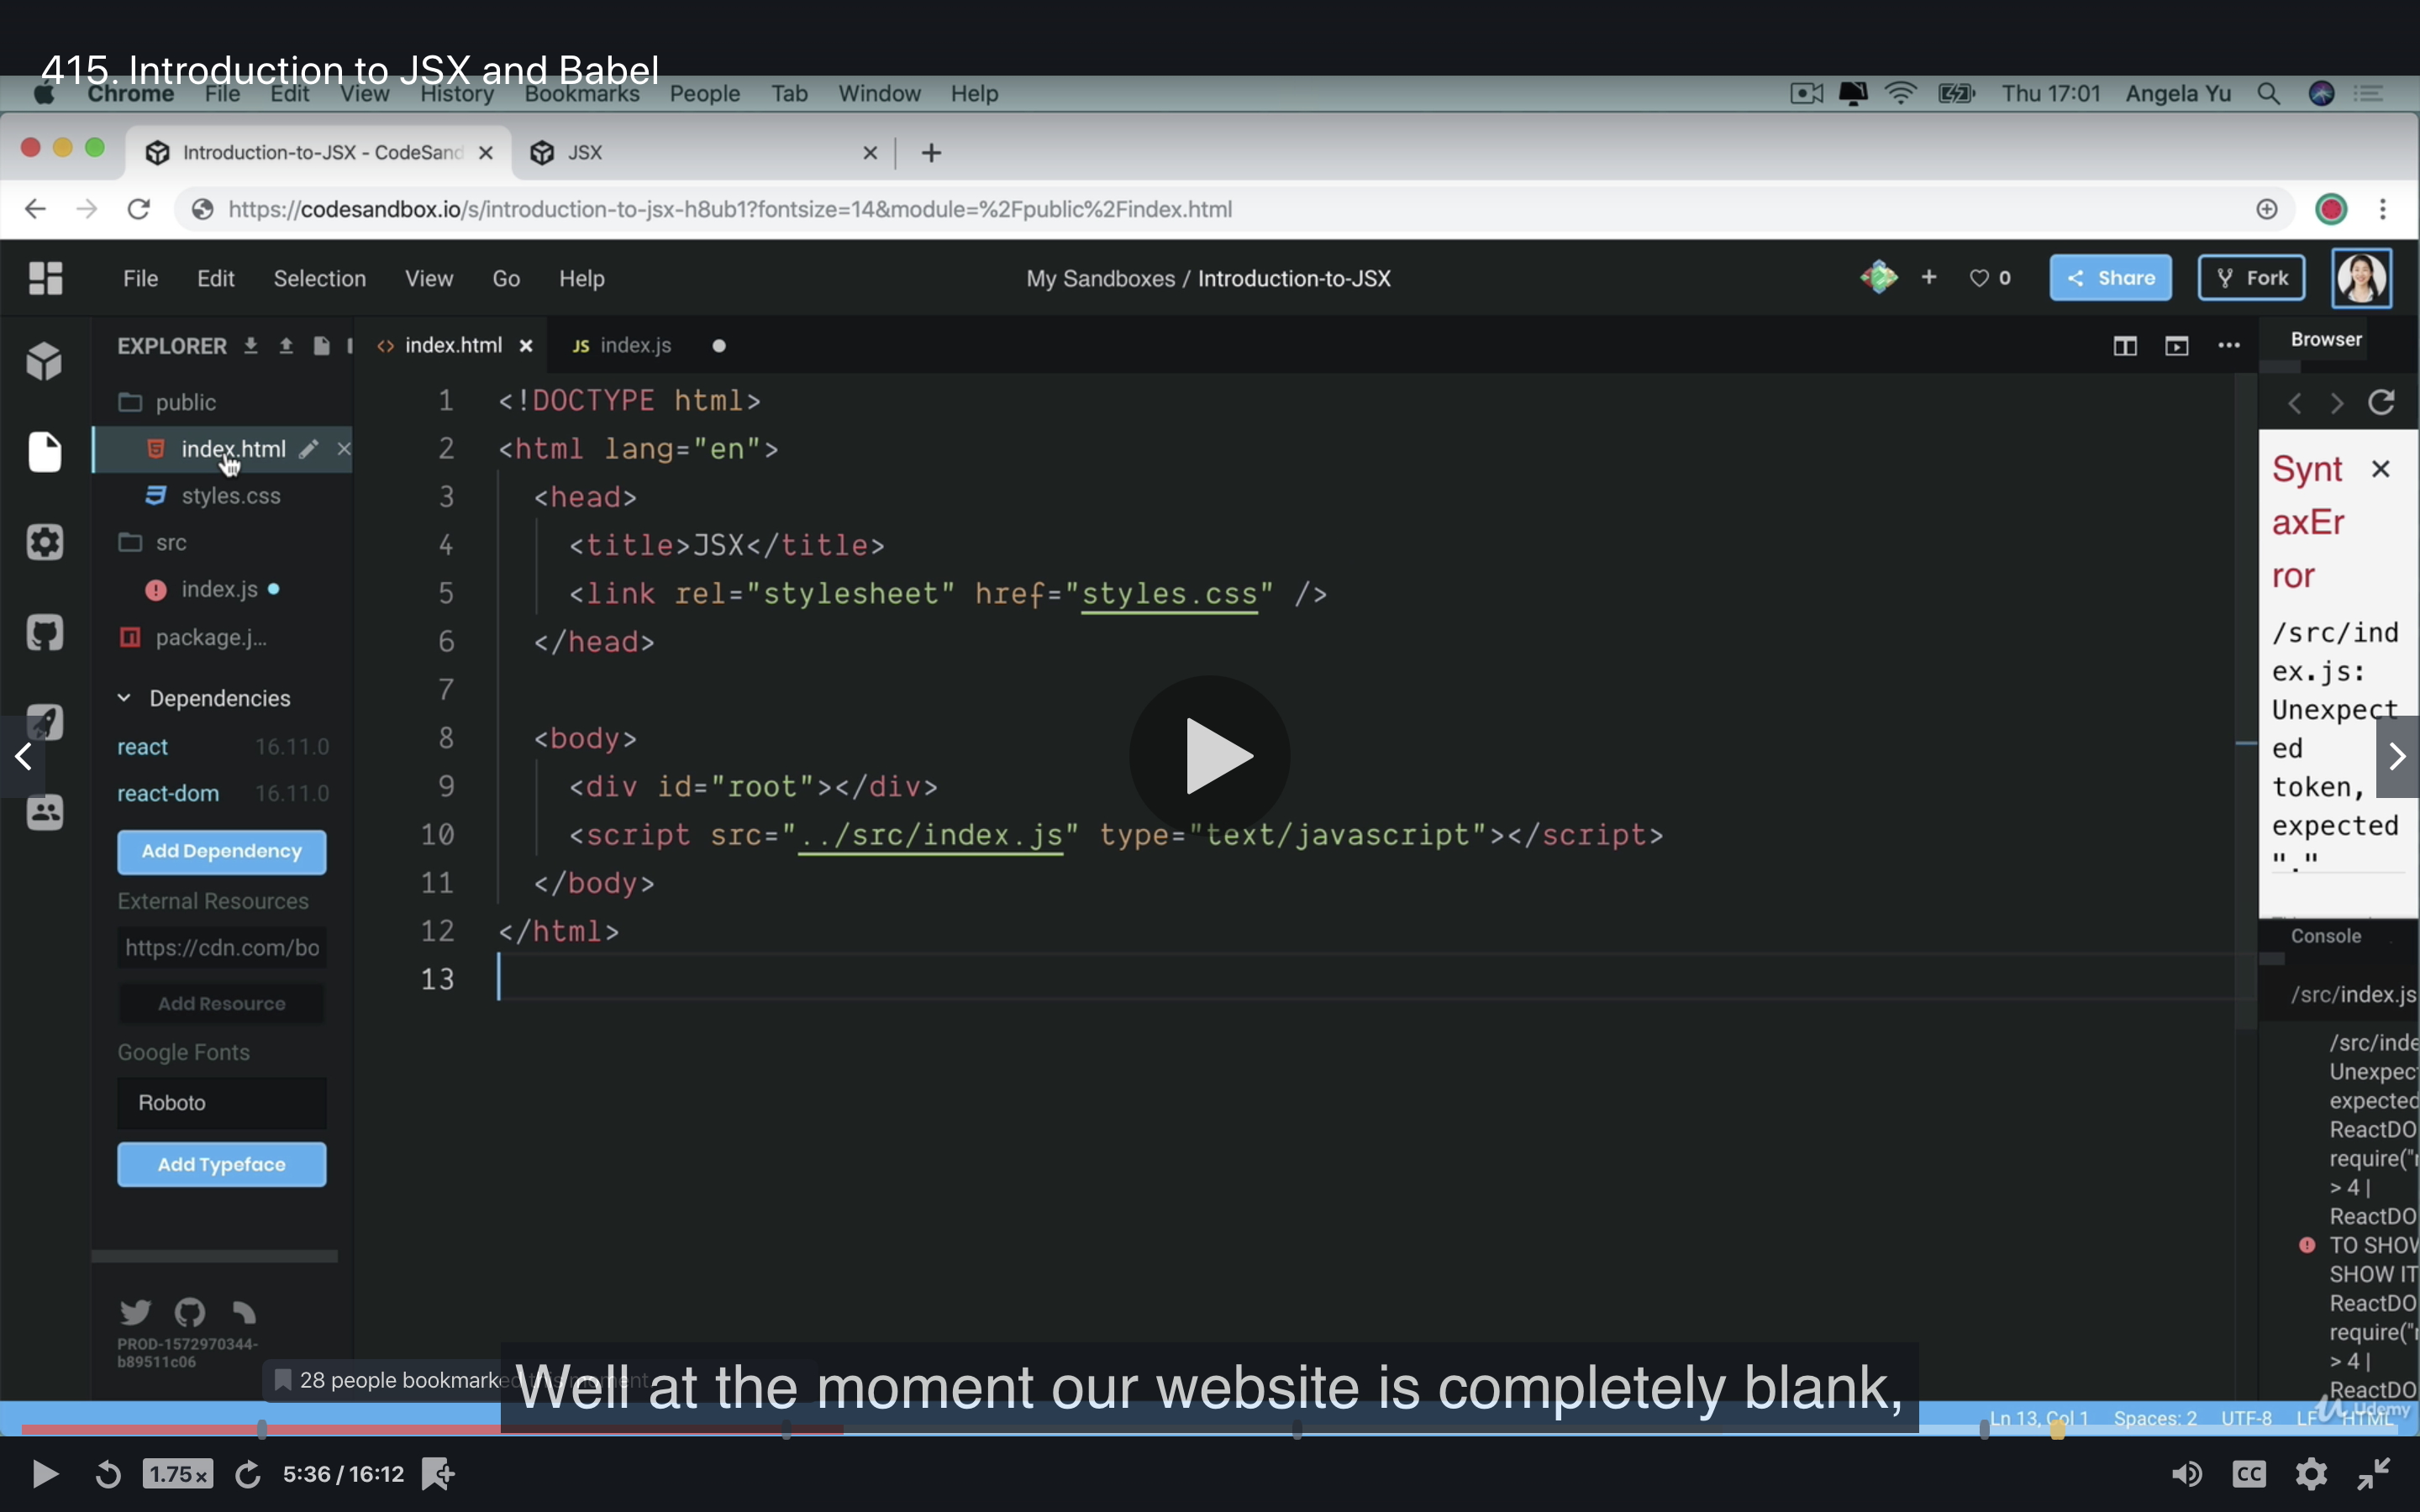 415. Introduction to JSX and Babel
Chrome File Edit View History Bookmarks People Tab Window Help
Thu 17:01 Angela Yu
Introduction-to-JSX - CodeSand
JSX
https://codesandbox.io/s/introduction-to-jsx-h8ub1?fontsize=14&module=%2Fpublic%2Findex.html
File Edit Selection View Go Help
My Sandboxes / Introduction-to-JSX
0
Share
Fork
EXPLORER
public
index.html
styles.css
src
index.js
package.j...
Dependencies
react 16.11.0
react-dom 16.11.0
Add Dependency
External Resources
https://cdn.com/bo
Add Resource
Google Fonts
Roboto
Add Typeface
PROD-1572970344-
b89511c06
<> index.html
JS index.js
1 <!DOCTYPE html>
2 <html lang="en">
3 <head>
4 <title>JSX</title>
5 <link rel="stylesheet" href="styles.css" />
6 </head>
7
8 <body>
9 <div id="root"></div>
10 <script src="../src/index.js" type="text/javascript"></script>
11 </body>
12 </html>
13
Browser
Synt
axEr
ror
/src/ind
ex.js:
Unexpect
ed
token,
expected
Console
/src/index.js
/src/inde
Unexpec
expected
ReactDO
require("r
> 4 |
ReactDO
TO SHOW
SHOW IT
ReactDO
require("r
> 4 |
ReactDO
28 people bookmarked this moment.
Well at the moment our website is completely blank,
Ln 13, Col 1 Spaces: 2 UTF-8 LF HTML
Udemy
1.75x
5:36 / 16:12
CC